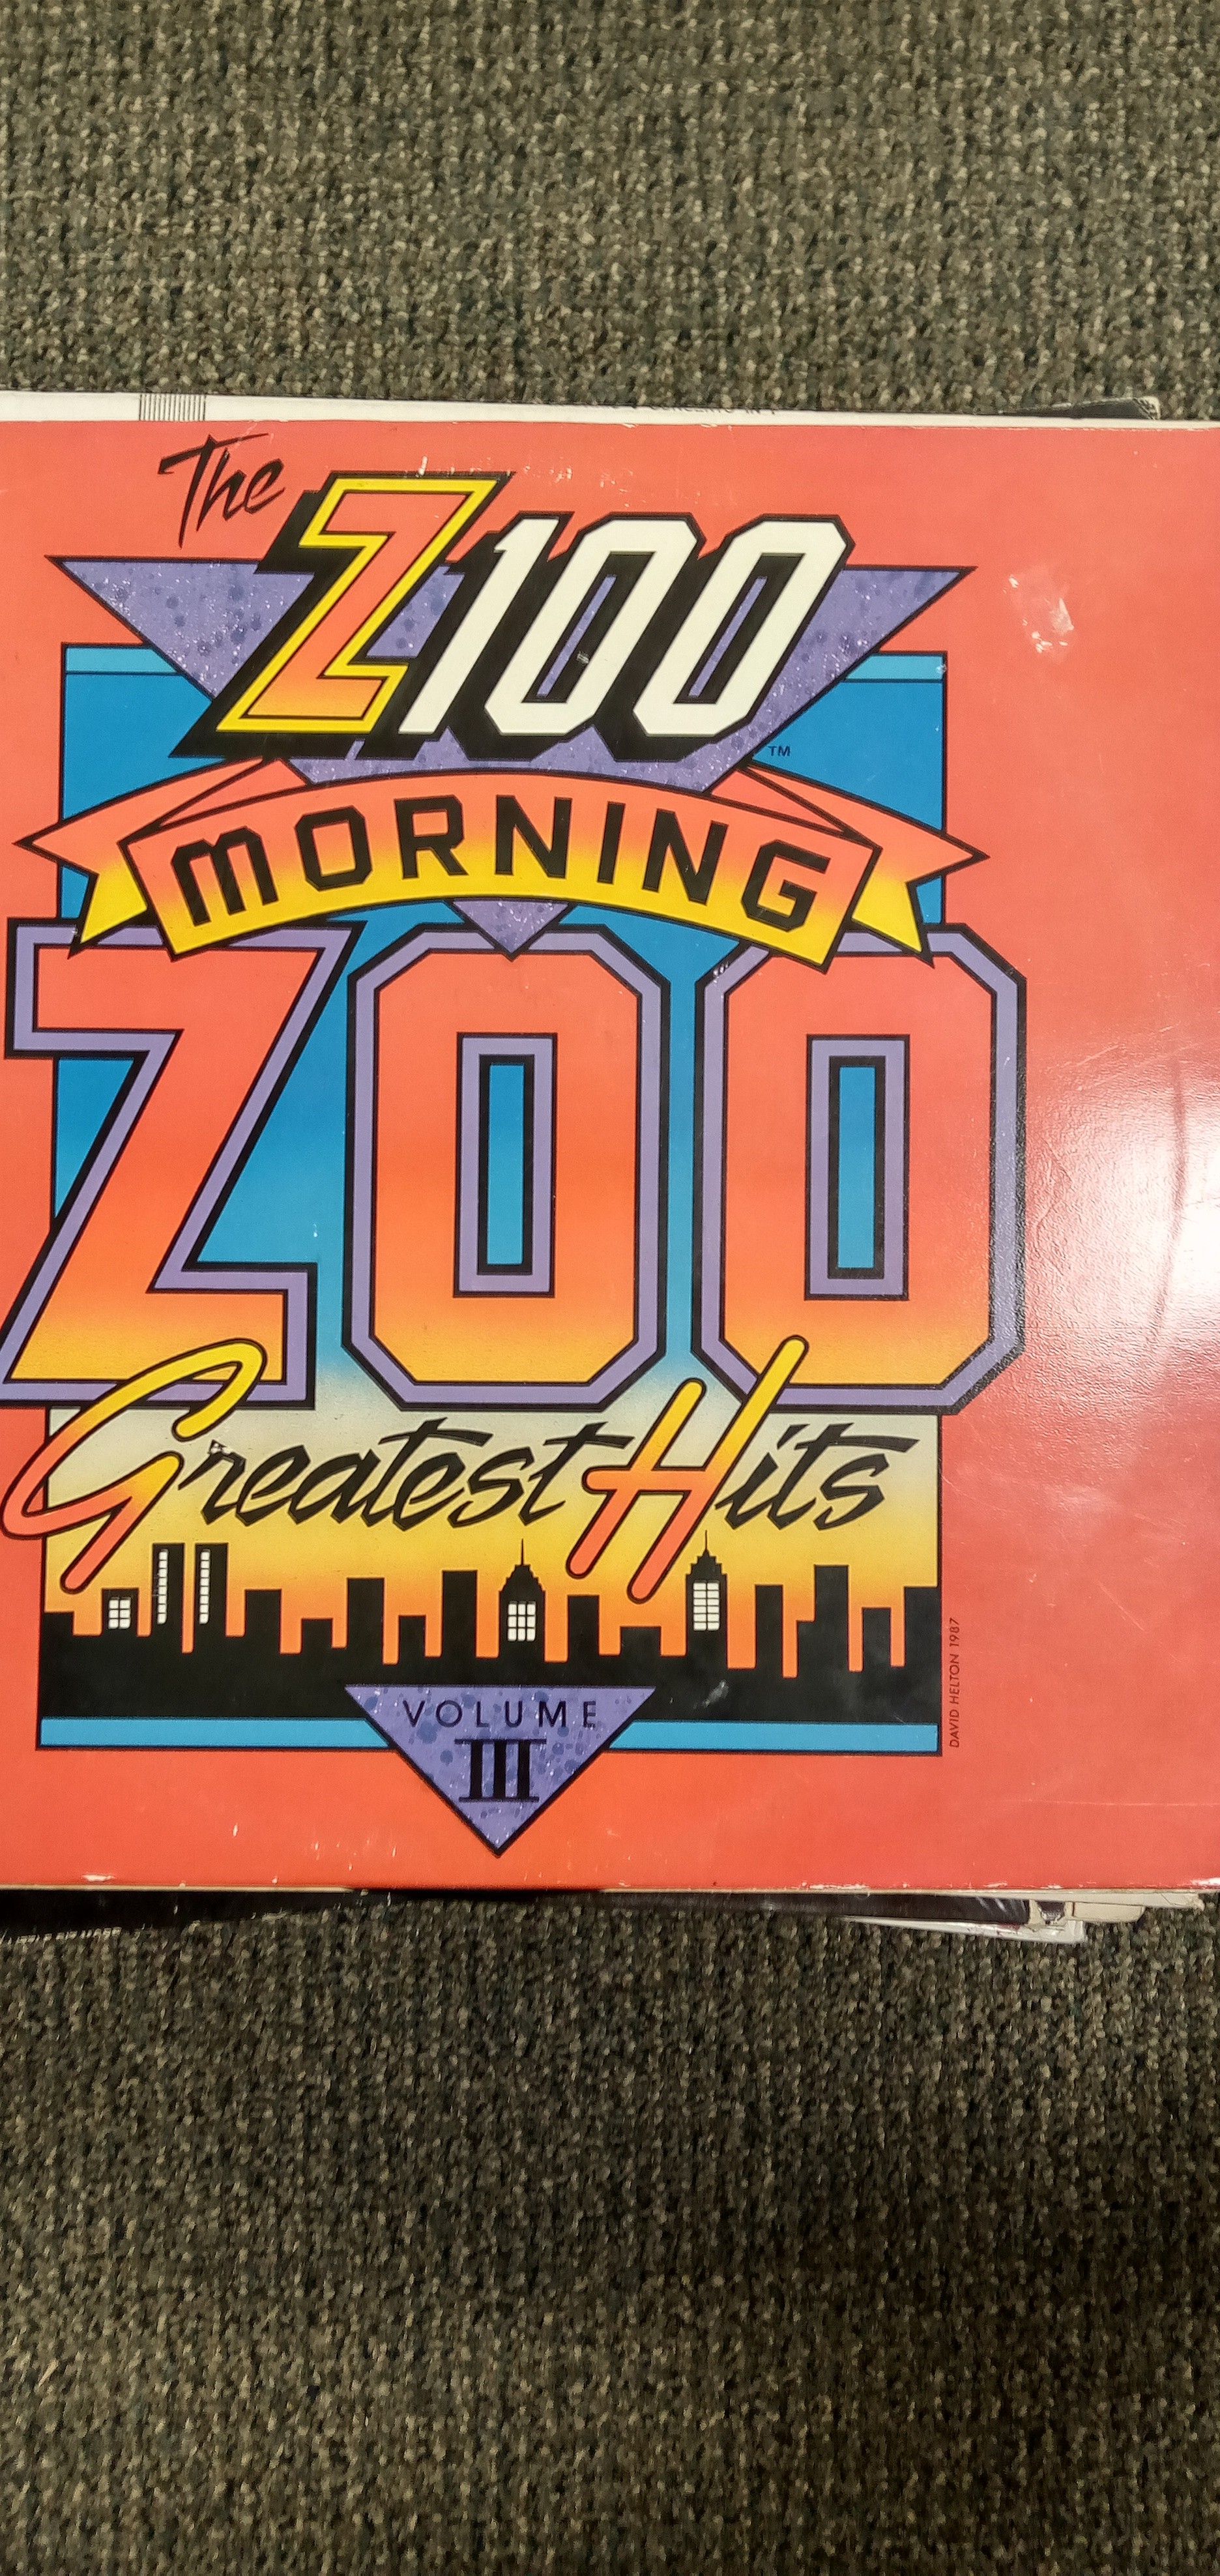 The
Z100
TM
MORNING
ZOO
Greatest Hits
DAVID HELTON 1987
VOLUME
III